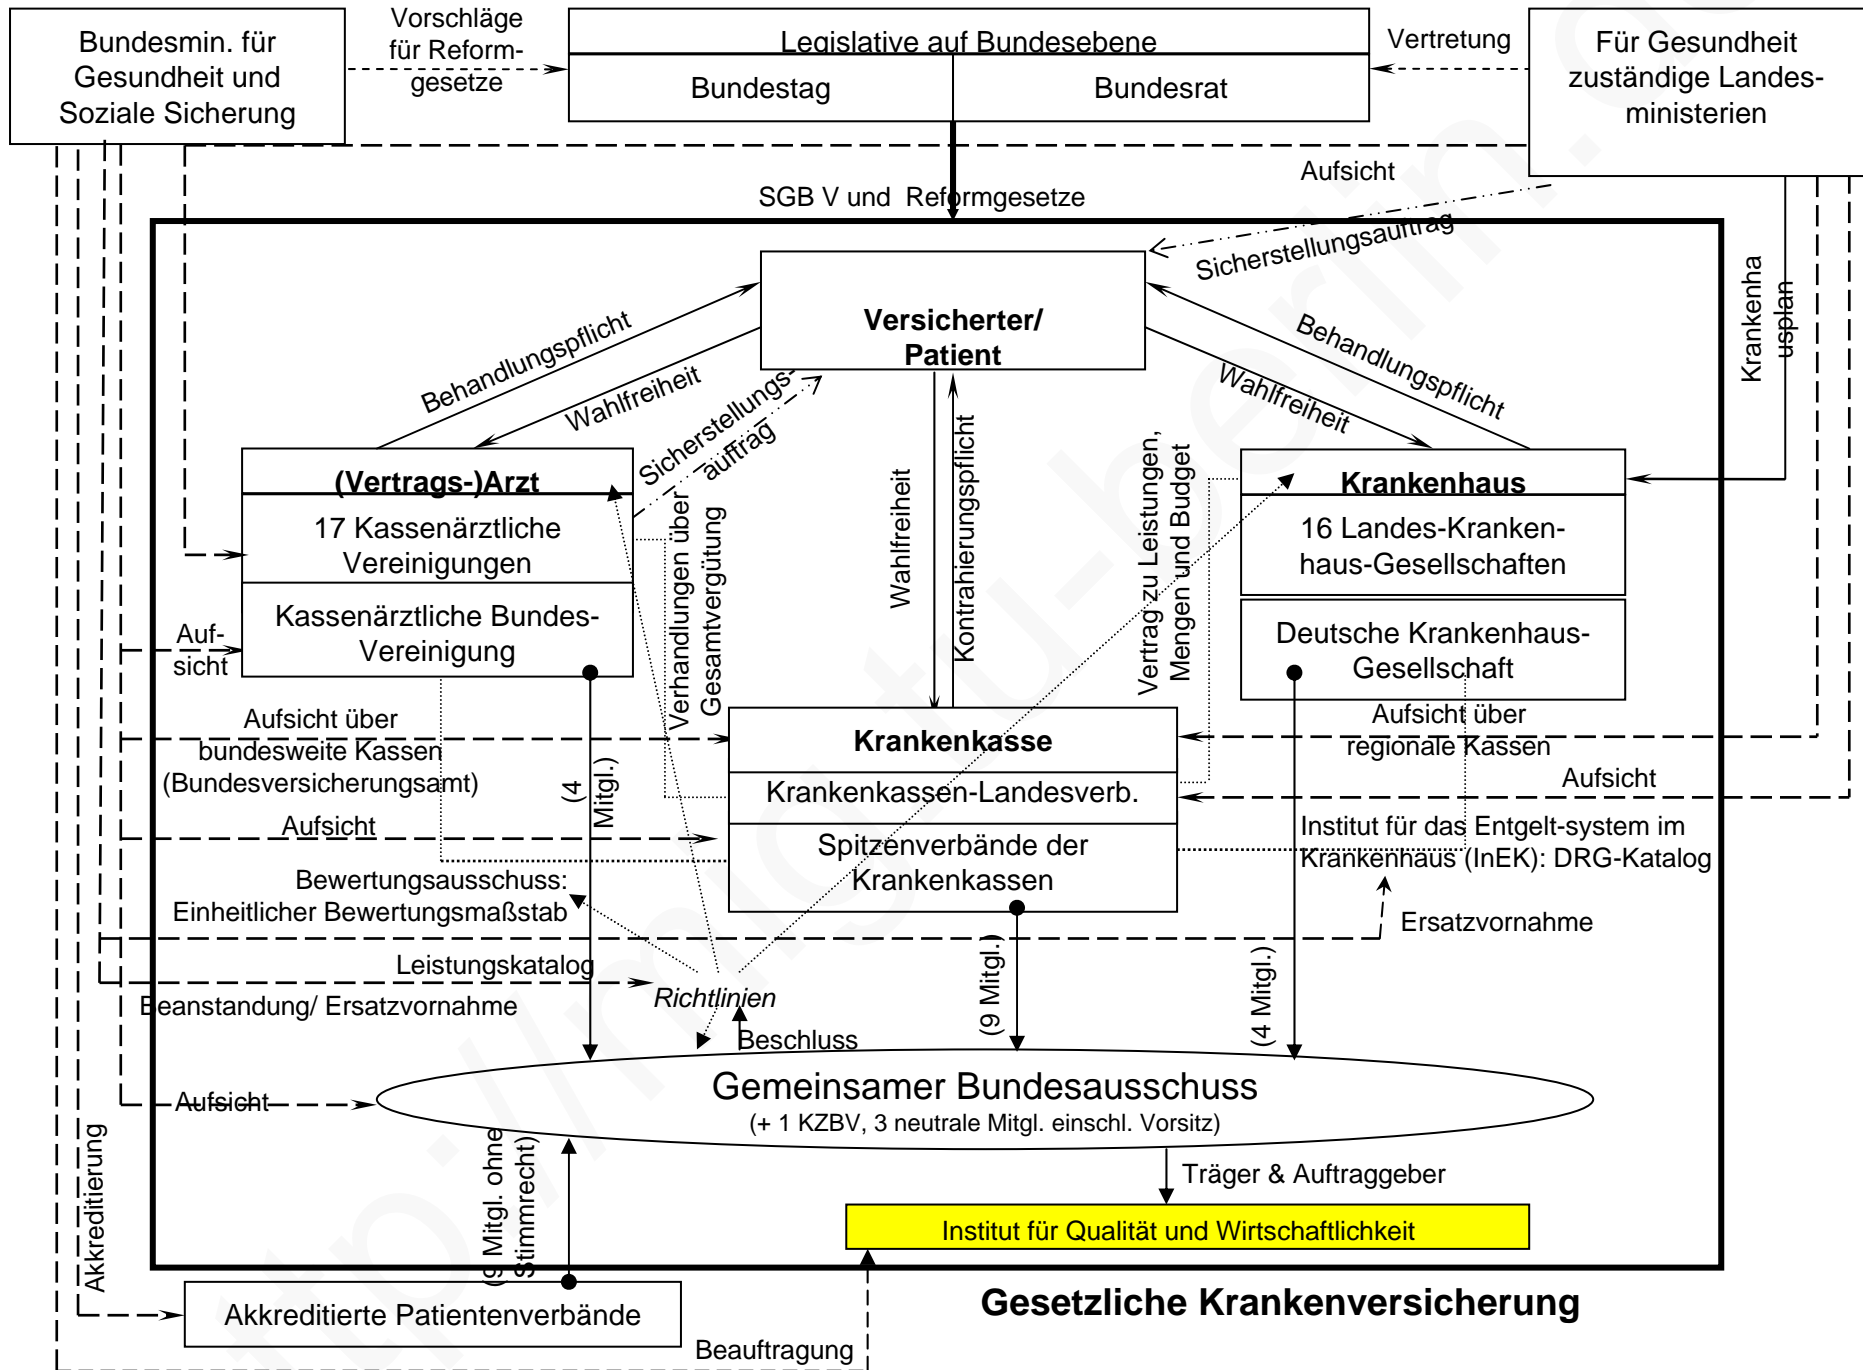 Bundesmin. für
Gesundheit und
Soziale Sicherung
Vorschläge
für Reform-
gesetze
Legislative auf Bundesebene
Bundestag
Bundesrat
Vertretung
Für Gesundheit
zuständige Landes-
ministerien
Aufsicht
SGB V und Reformgesetze
Sicherstellungsauftrag
Krankenha
usplan
Versicherter/
Patient
Behandlungspflicht
Wahlfreiheit
Sicherstellungs-
auftrag
Wahlfreiheit
Behandlungspflicht
(Vertrags-)Arzt
17 Kassenärztliche
Vereinigungen
Kassenärztliche Bundes-
Vereinigung
Verhandlungen über
Gesamtvergütung
Wahlfreiheit
Kontrahierungspflicht
Vertrag zu Leistungen,
Mengen und Budget
Krankenhaus
16 Landes-Kranken-
haus-Gesellschaften
Deutsche Krankenhaus-
Gesellschaft
Auf-
sicht
Aufsicht über
bundesweite Kassen
(Bundesversicherungsamt)
(4
Mitgl.)
Krankenkasse
Krankenkassen-Landesverb.
Spitzenverbände der
Krankenkassen
Aufsicht über
regionale Kassen
Aufsicht
Aufsicht
Institut für das Entgelt-system im
Krankenhaus (InEK): DRG-Katalog
Bewertungsausschuss:
Einheitlicher Bewertungsmaßstab
Ersatzvornahme
Leistungskatalog
Beanstandung/ Ersatzvornahme
Richtlinien
Beschluss
(9 Mitgl.)
(4 Mitgl.)
Gemeinsamer Bundesausschuss
(+ 1 KZBV, 3 neutrale Mitgl. einschl. Vorsitz)
Aufsicht
Akkreditierung
(9 Mitgl. ohne
Stimmrecht)
Träger & Auftraggeber
Institut für Qualität und Wirtschaftlichkeit
Akkreditierte Patientenverbände
Gesetzliche Krankenversicherung
Beauftragung